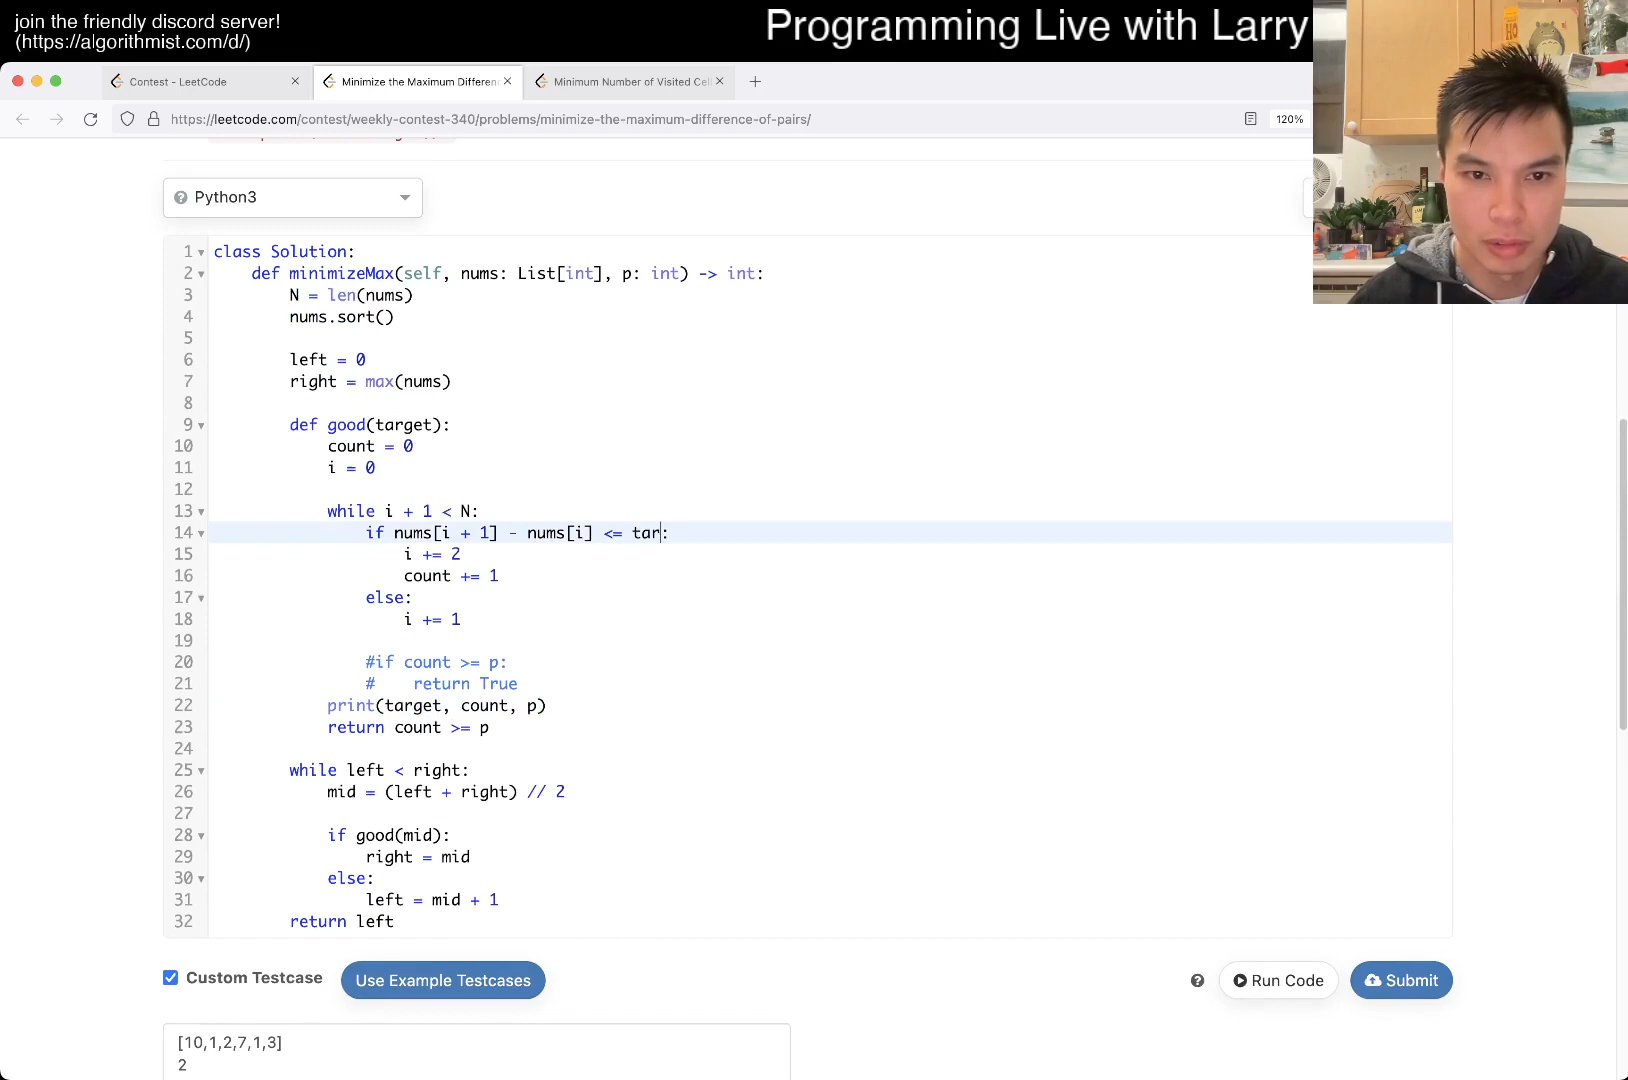 join the friendly discord server!
(https://algorithmist.com/d/)
Programming Live with Larry
Contest - LeetCode
Minimize the Maximum Differen
Minimum Number of Visited Cel
https://leetcode.com/contest/weekly-contest-340/problems/minimize-the-maximum-difference-of-pairs/
120%
Python3
1 class Solution:
2 def minimizeMax(self, nums: List[int], p: int) -> int:
3 N = len(nums)
4 nums.sort()
5
6 left = 0
7 right = max(nums)
8
9 def good(target):
10 count = 0
11 i = 0
12
13 while i + 1 < N:
14 if nums[i + 1] - nums[i] <= tar:
15 i += 2
16 count += 1
17 else:
18 i += 1
19
20 #if count >= p:
21 # return True
22 print(target, count, p)
23 return count >= p
24
25 while left < right:
26 mid = (left + right) // 2
27
28 if good(mid):
29 right = mid
30 else:
31 left = mid + 1
32 return left
Custom Testcase
Use Example Testcases
Run Code
Submit
[10,1,2,7,1,3]
2